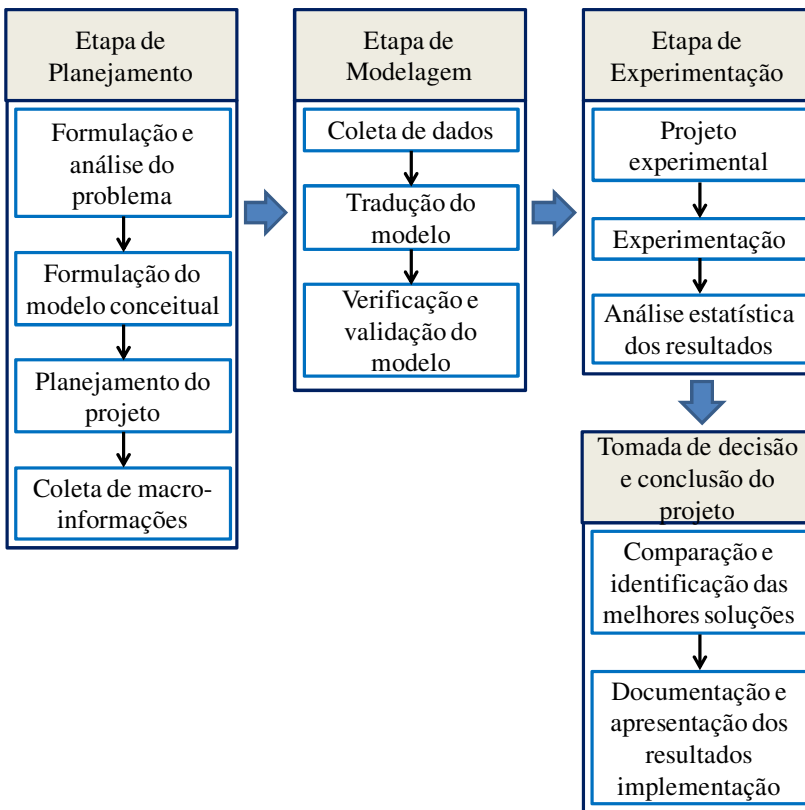 Etapa de
Planejamento
Formulação e
análise do
problema
Formulação do
modelo conceitual
Planejamento do
projeto
Coleta de macro-
informações
Etapa de
Modelagem
Coleta de dados
Tradução do
modelo
Verificação e
validação do
modelo
Etapa de
Experimentação
Projeto
experimental
Experimentação
Análise estatística
dos resultados
Tomada de decisão
e conclusão do
projeto
Comparação e
identificação das
melhores soluções
Documentação e
apresentação dos
resultados
implementação